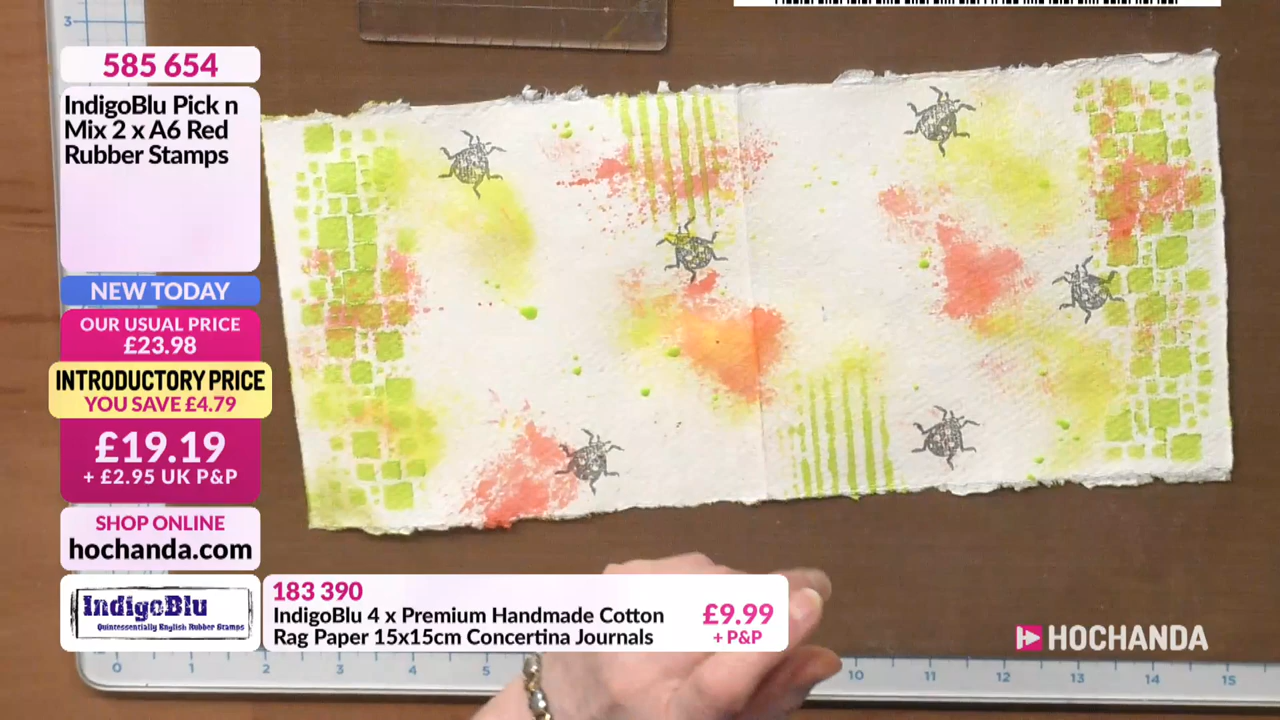 585 654
IndigoBlu Pick n
Mix 2 x A6 Red
Rubber Stamps
NEW TODAY
OUR USUAL PRICE
£23.98
INTRODUCTORY PRICE
YOU SAVE £4.79
£19.19
+ £2.95 UK P&P
SHOP ONLINE
hochanda.com
IndigoBlu
Quintessentially English Rubber Stamps
183 390
IndigoBlu 4 x Premium Handmade Cotton
Rag Paper 15x15cm Concertina Journals
£9.99
+ P&P
HOCHANDA
3
0 1 2 3 4 5 10 11 12 13 14 15